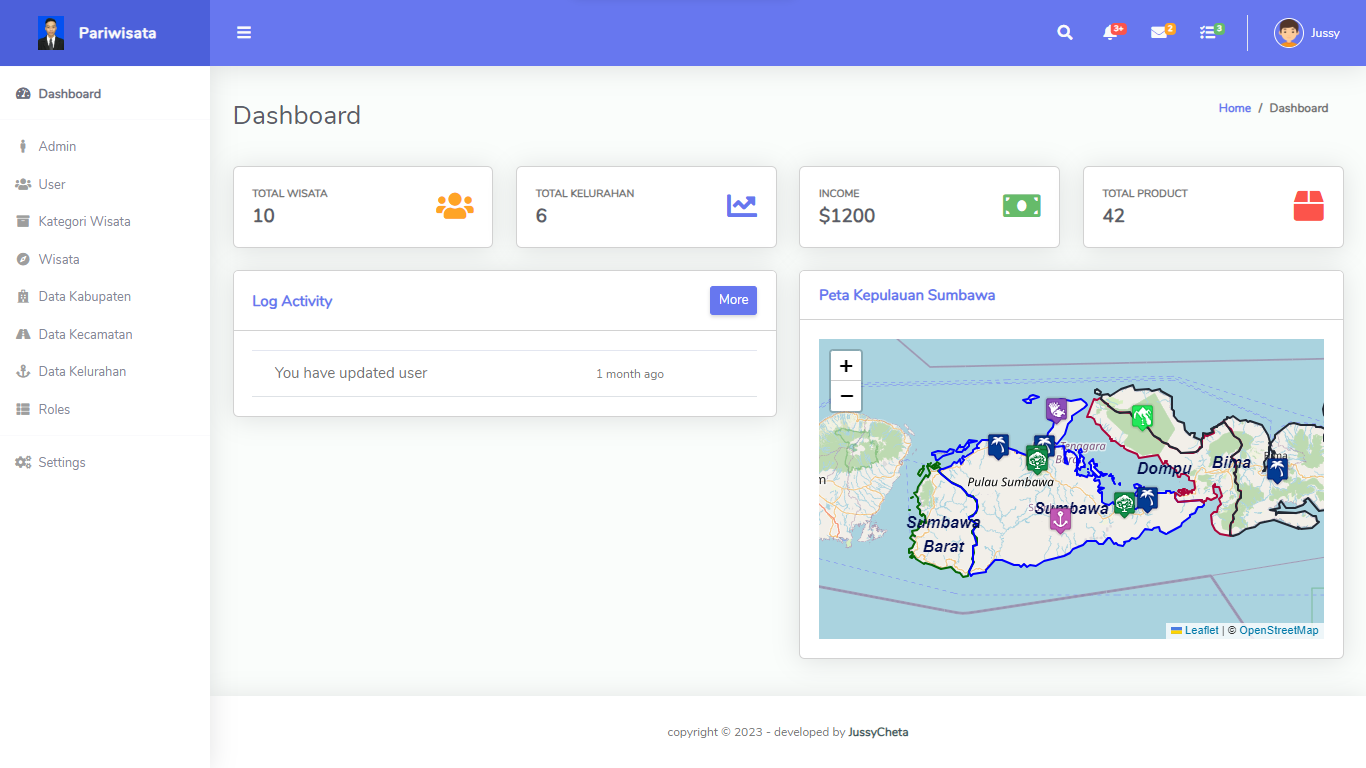 Pariwisata
3+
2
3
Jussy
Dashboard
Admin
User
Kategori Wisata
Wisata
Data Kabupaten
Data Kecamatan
Data Kelurahan
Roles
Settings
Dashboard
Home / Dashboard
TOTAL WISATA
10
TOTAL KELURAHAN
6
INCOME
$1200
TOTAL PRODUCT
42
Log Activity
More
You have updated user
1 month ago
Peta Kepulauan Sumbawa
+
−
Tenggara
Dompu
Bima
Bima
Pulau Sumbawa
Sumbawa
Sumbawa
Barat
Leaflet | © OpenStreetMap
copyright © 2023 - developed by JussyCheta